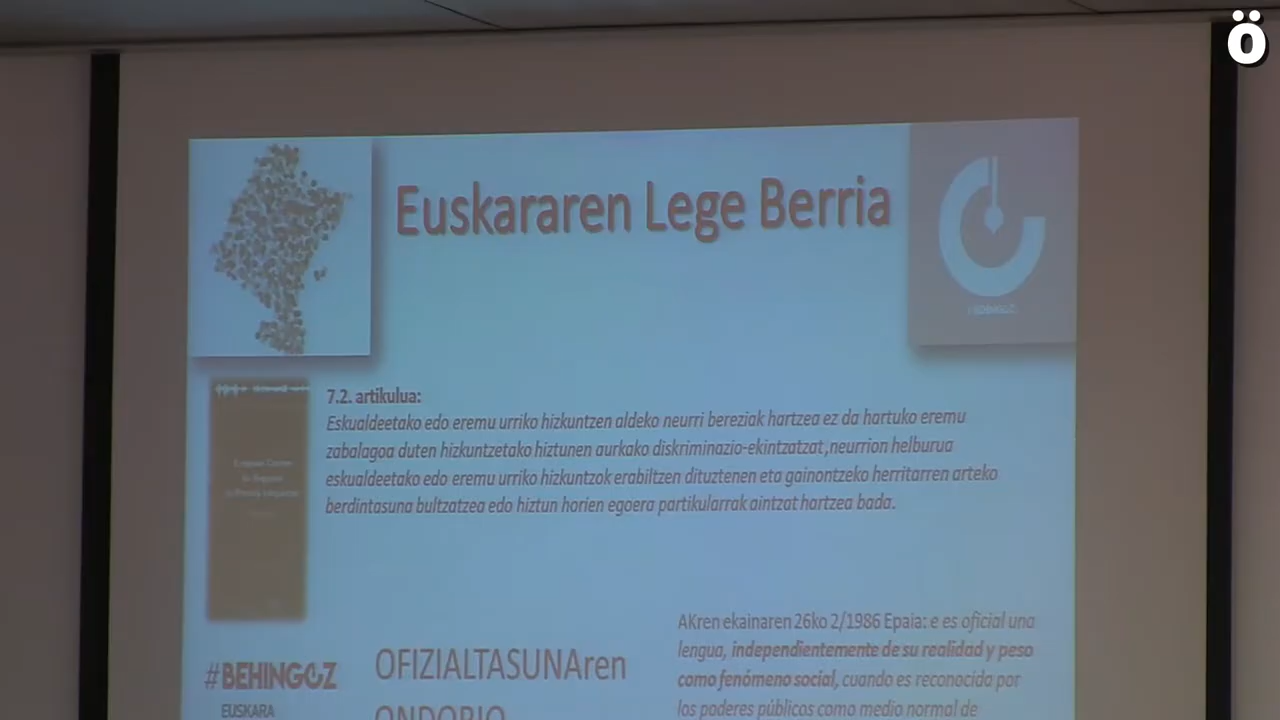 Ö
Euskararen Lege Berria
BEHINGOZ
7.2. artikulua:
Eskualdeetako edo eremu urriko hizkuntzen aldeko neurri bereziak hartzea ez da hartuko eremu
zabalagoa duten hizkuntzetako hiztunen aurkako diskriminazio-ekintzatzat,neurrion helburua
eskualdeetako edo eremu urriko hizkuntzok erabiltzen dituztenen eta gainontzeko herritarren arteko
berdintasuna bultzatzea edo hiztun horien egoera partikularrak aintzat hartzea bada.
#BEHINGOZ
EUSKARA
OFIZIALTASUNAren
ONDORIO
AKren ekainaren 26ko 2/1986 Epaia: e es oficial una
lengua, independientemente de su realidad y peso
como fenómeno social, cuando es reconocida por
los poderes públicos como medio normal de